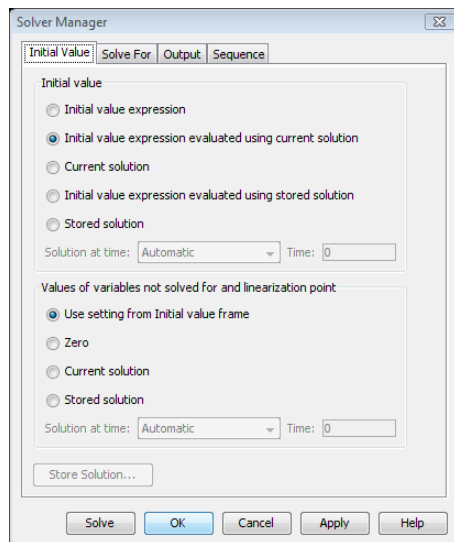 Solver Manager
Initial Value Solve For Output Sequence
Initial value
Initial value expression
Initial value expression evaluated using current solution
Current solution
Initial value expression evaluated using stored solution
Stored solution
Solution at time: Automatic Time: 0
Values of variables not solved for and linearization point
Use setting from Initial value frame
Zero
Current solution
Stored solution
Solution at time: Automatic Time: 0
Store Solution...
Solve OK Cancel Apply Help